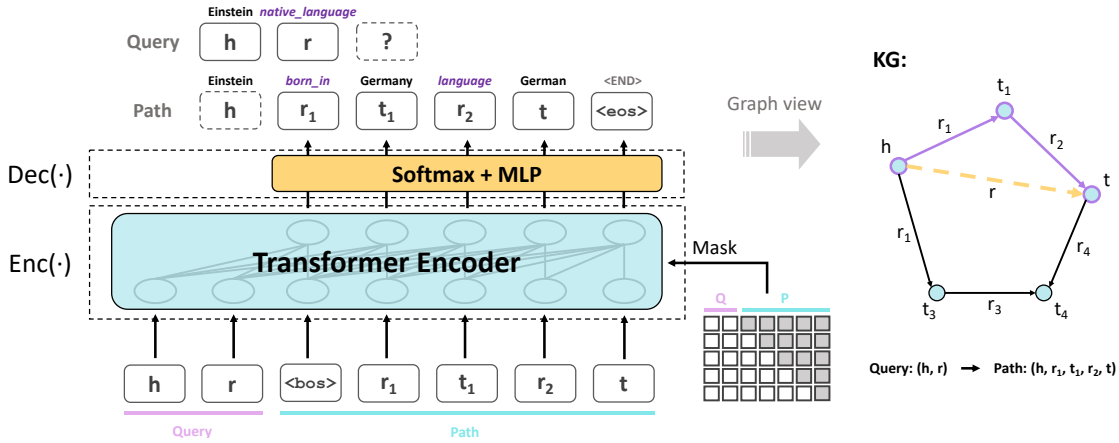 Einstein native_language
Query h r ?
Einstein born_in Germany language German <END>
Path h r₁ t₁ r₂ t <eos>
Dec(·) Softmax + MLP
Enc(·) Transformer Encoder
Mask
Q P
h r <bos> r₁ t₁ r₂ t
Query Path
Graph view
KG:
t₁
r₁ r₂
h t
r
r₁ r₄
t₃ r₃ t₄
Query: (h, r) → Path: (h, r₁, t₁, r₂, t)